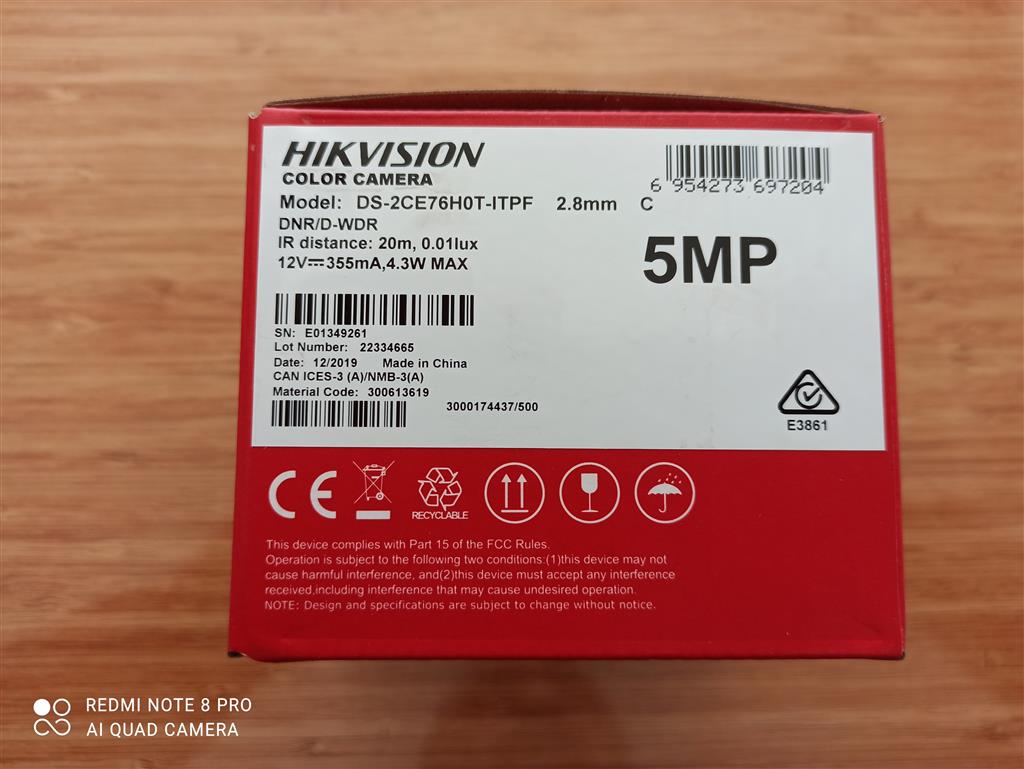 HIKVISION
COLOR CAMERA
6 954273 697204
Model: DS-2CE76H0T-ITPF 2.8mm C
DNR/D-WDR
IR distance: 20m, 0.01lux
12V⎓355mA,4.3W MAX
5MP
SN: E01349261
Lot Number: 22334665
Date: 12/2019 Made in China
CAN ICES-3 (A)/NMB-3(A)
Material Code: 300613619
3000174437/500
E3861
CE
RECYCLABLE
This device complies with Part 15 of the FCC Rules.
Operation is subject to the following two conditions:(1)this device may not
cause harmful interference, and(2)this device must accept any interference
received,including interference that may cause undesired operation.
NOTE: Design and specifications are subject to change without notice.
REDMI NOTE 8 PRO
AI QUAD CAMERA